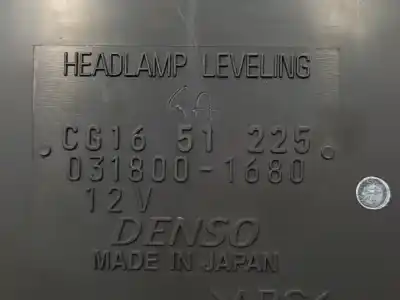 HEADLAMP LEVELING
CG16 51 225
031800-1680
12V
DENSO
MADE IN JAPAN